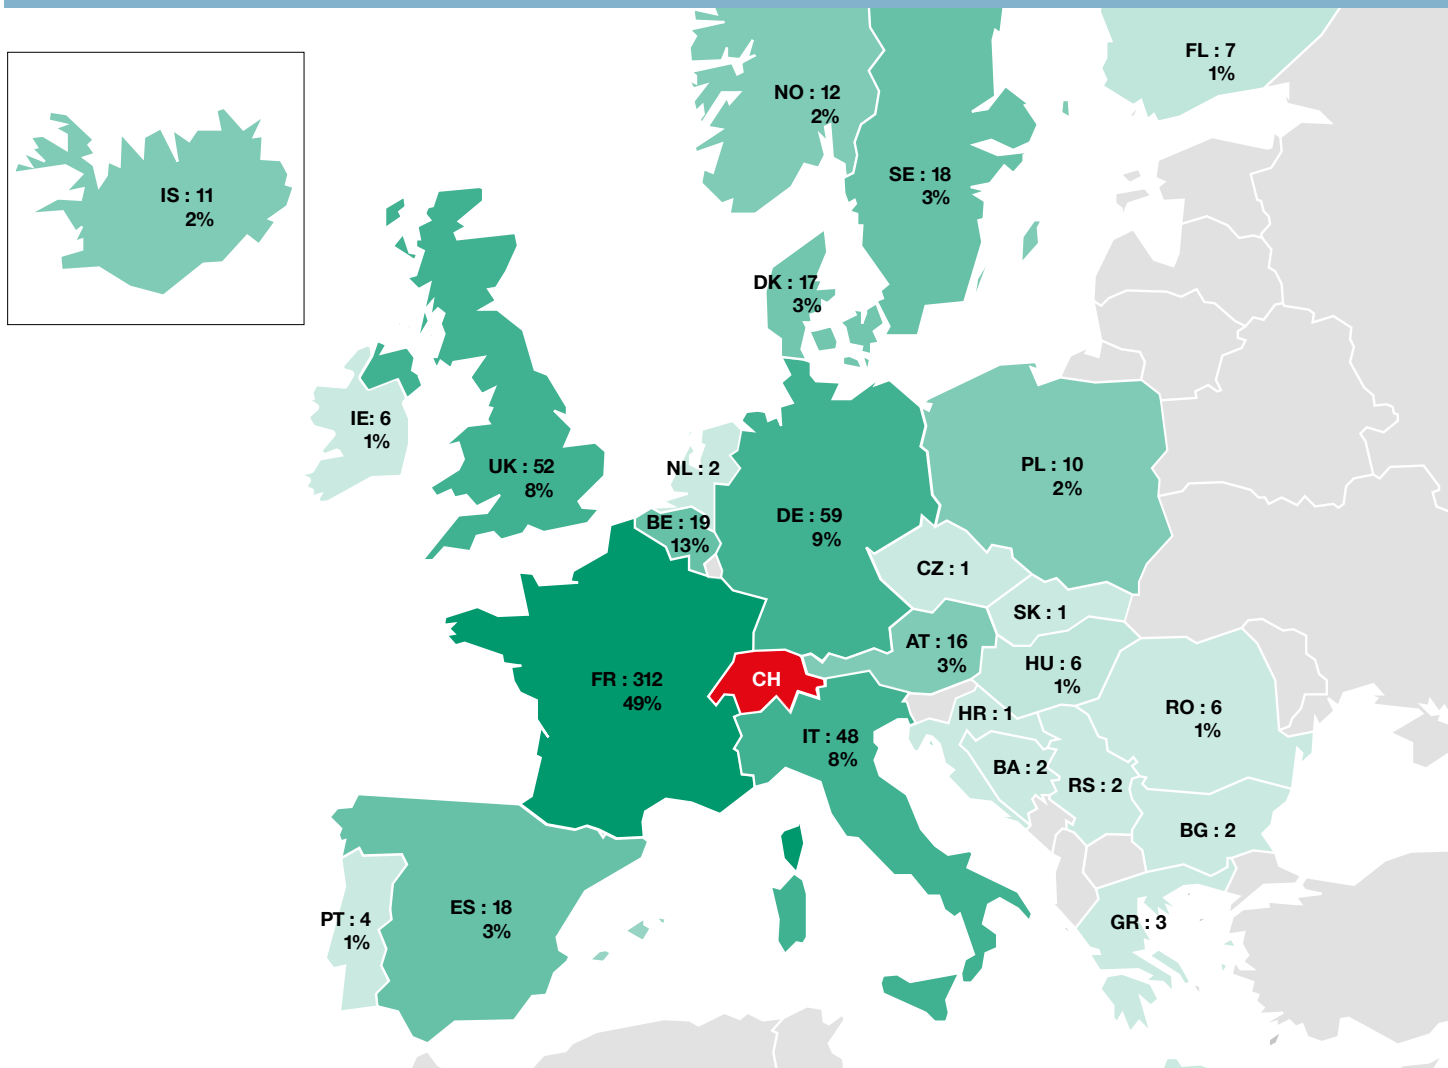 FL : 7
1%
NO : 12
2%
SE : 18
3%
IS : 11
2%
DK : 17
3%
IE: 6
1%
UK : 52
8%
NL : 2
PL : 10
2%
BE : 19
13%
DE : 59
9%
CZ : 1
SK : 1
AT : 16
3%
HU : 6
1%
FR : 312
49%
CH
RO : 6
1%
HR : 1
IT : 48
8%
BA : 2
RS : 2
BG : 2
ES : 18
3%
PT : 4
1%
GR : 3